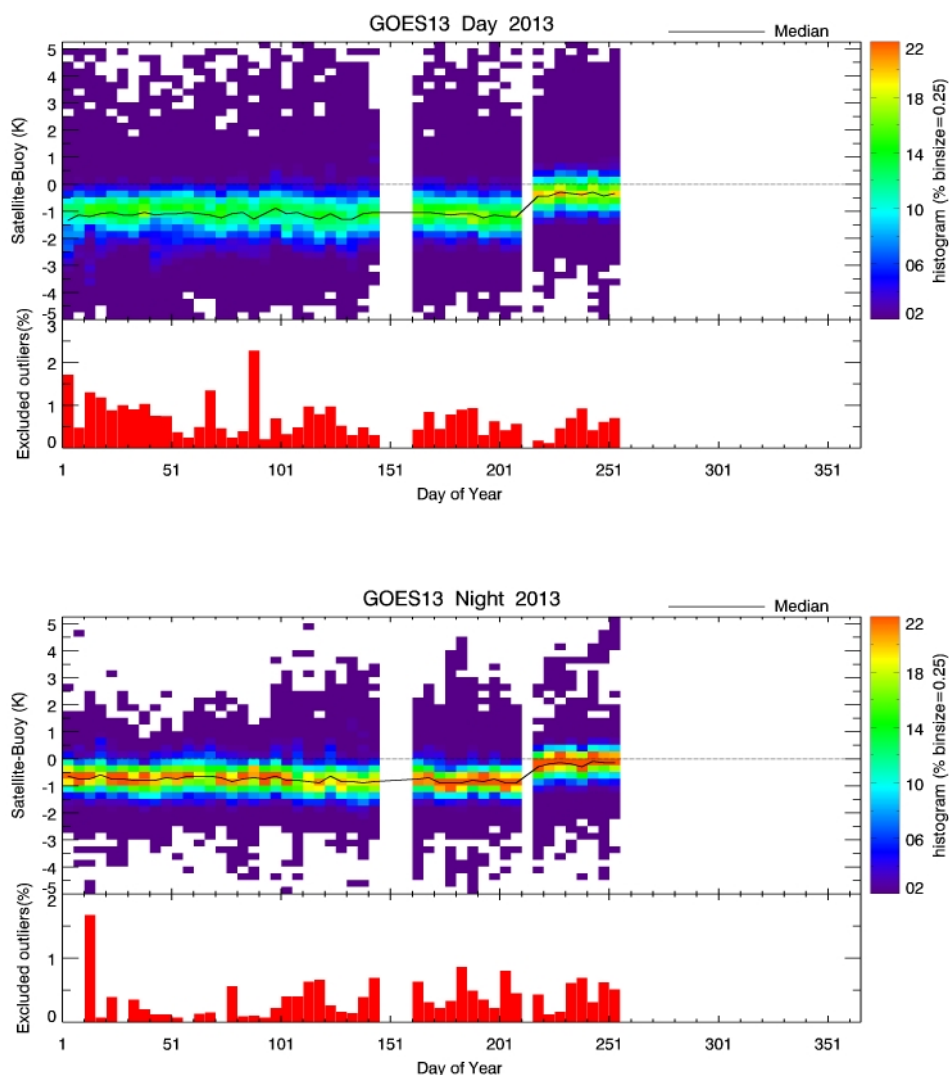 GOES13 Day 2013
Median
5
4
3
2
1
0
-1
-2
-3
-4
-5
Satellite-Buoy (K)
22
18
14
10
06
02
histogram (% binsize=0.25)
3
2
1
0
Excluded outliers(%)
1 51 101 151 201 251 301 351
Day of Year
GOES13 Night 2013
Median
5
4
3
2
1
0
-1
-2
-3
-4
-5
Satellite-Buoy (K)
22
18
14
10
06
02
histogram (% binsize=0.25)
2
1
0
Excluded outliers(%)
1 51 101 151 201 251 301 351
Day of Year